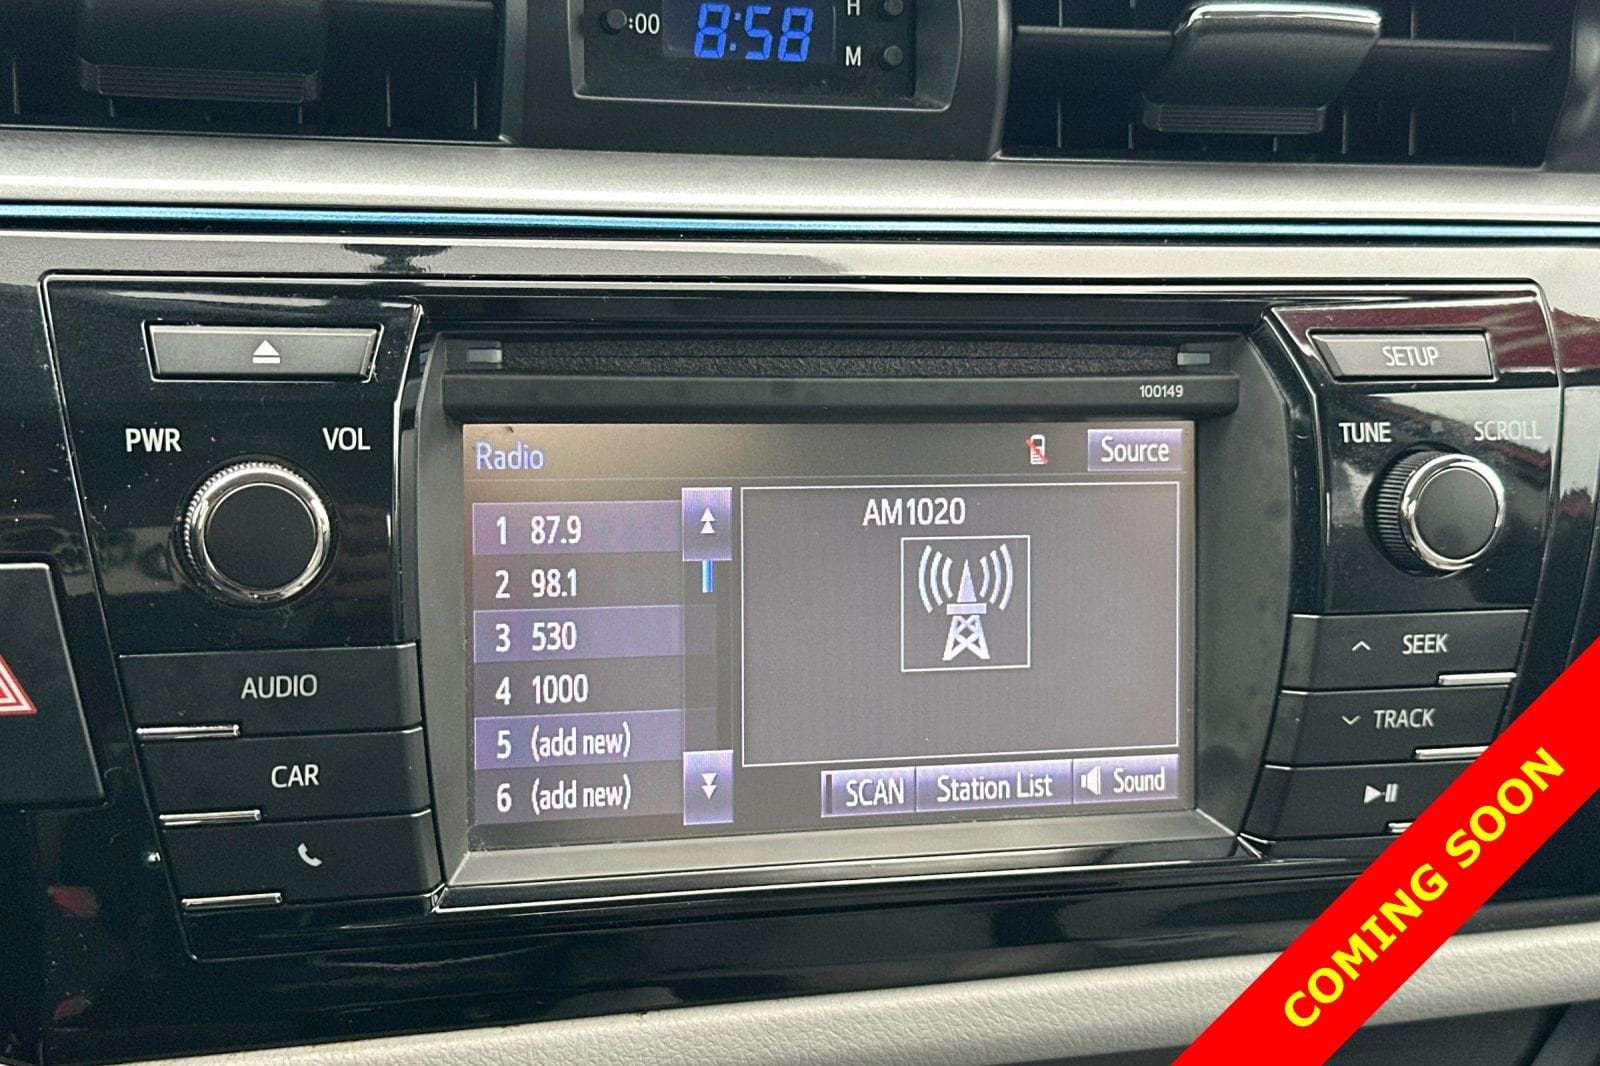 :00
8:58
H
M
100149
SETUP
PWR
VOL
TUNE
SCROLL
Radio
Source
1 87.9
2 98.1
3 530
4 1000
5 (add new)
6 (add new)
AM1020
SCAN
Station List
Sound
AUDIO
CAR
SEEK
TRACK
COMING SOON